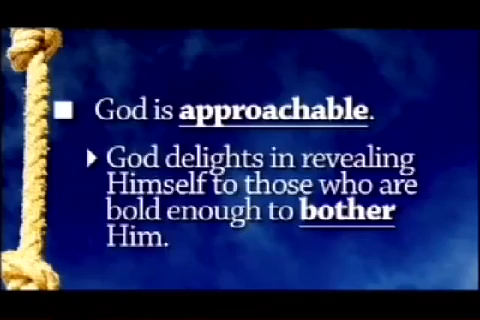 God is approachable.
God delights in revealing
Himself to those who are
bold enough to bother
Him.